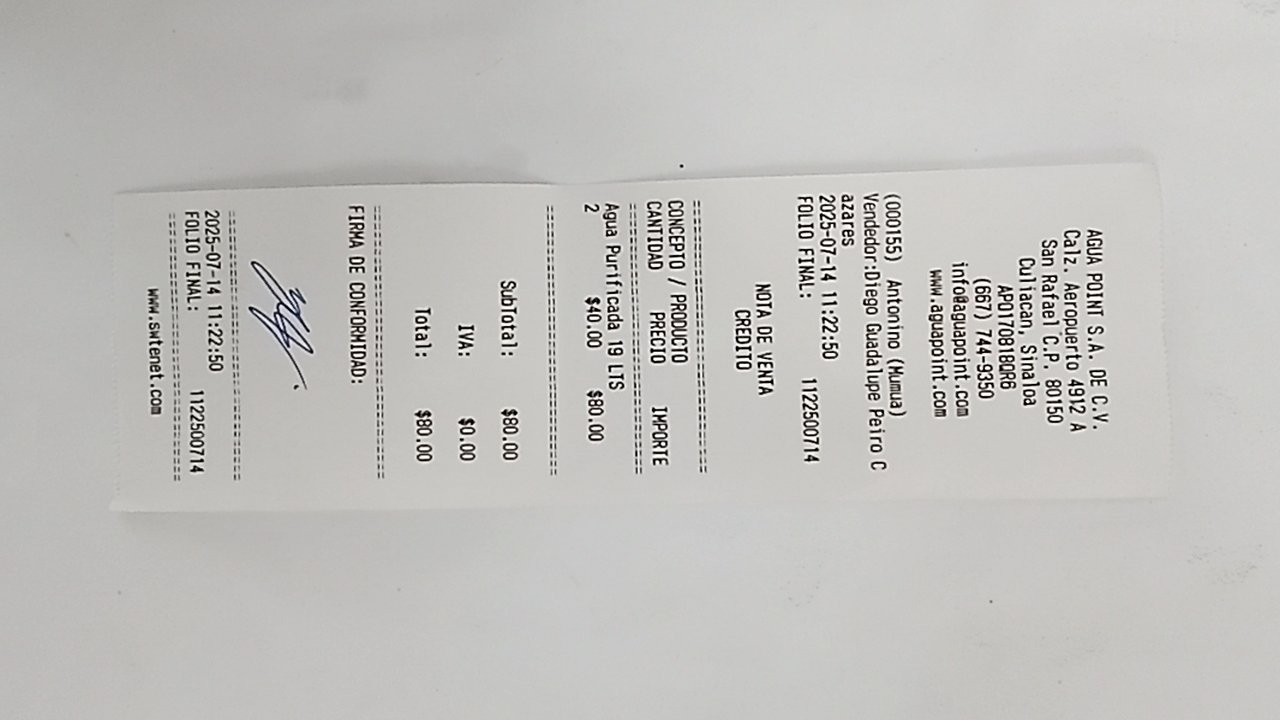 AGUA POINT S.A. DE C.V.
Calz. Aeropuerto 4912 A
San Rafael C.P. 80150
Culiacan, Sinaloa
APO170818QR6
(667) 744-9350
info@aguapoint.com
www.aguapoint.com
(000155) Antonino (Mumua)
Vendedor:Diego Guadalupe Peiro C
azares
2025-07-14 11:22:50
FOLIO FINAL: 1122500714
NOTA DE VENTA
CREDITO
================================
CONCEPTO / PRODUCTO
CANTIDAD PRECIO IMPORTE
================================
Agua Purificada 19 LTS
2 $40.00 $80.00
================================
SubTotal: $80.00
IVA: $0.00
Total: $80.00
================================
FIRMA DE CONFORMIDAD:
================================
2025-07-14 11:22:50
FOLIO FINAL: 1122500714
================================
www.swtenet.com